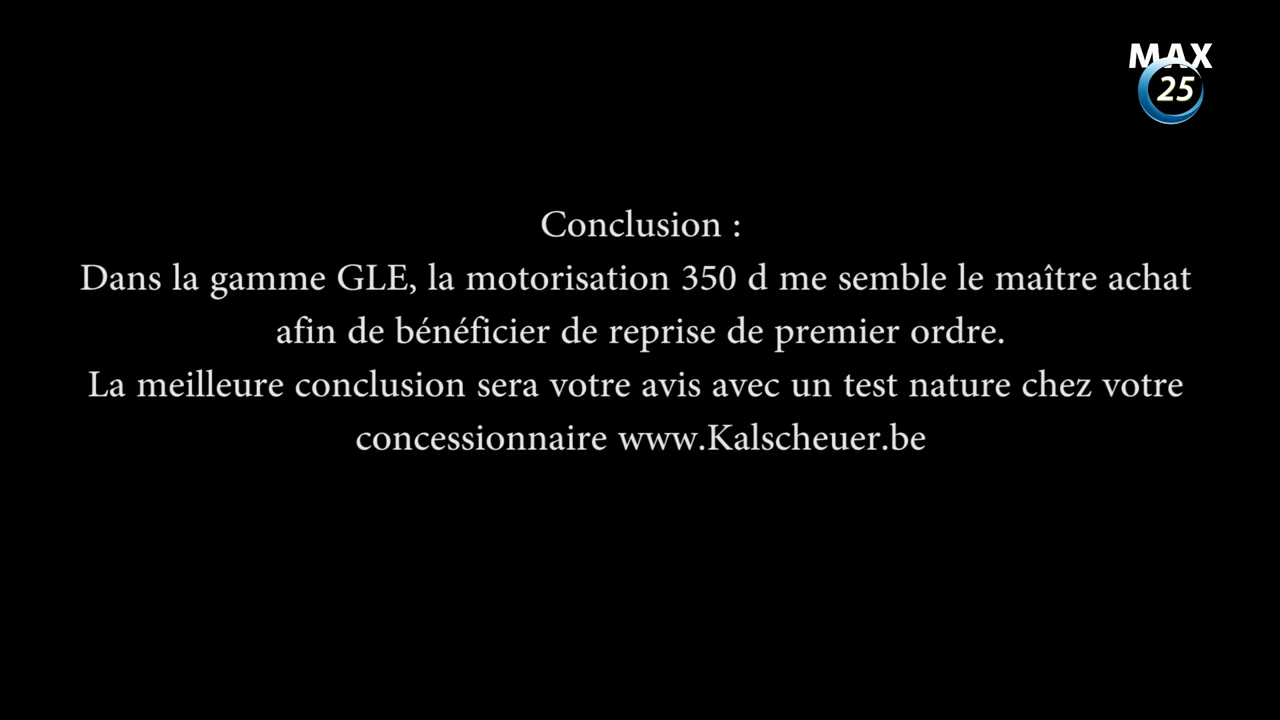 MAX
25
Conclusion :
Dans la gamme GLE, la motorisation 350 d me semble le maître achat
afin de bénéficier de reprise de premier ordre.
La meilleure conclusion sera votre avis avec un test nature chez votre
concessionnaire www.Kalscheuer.be